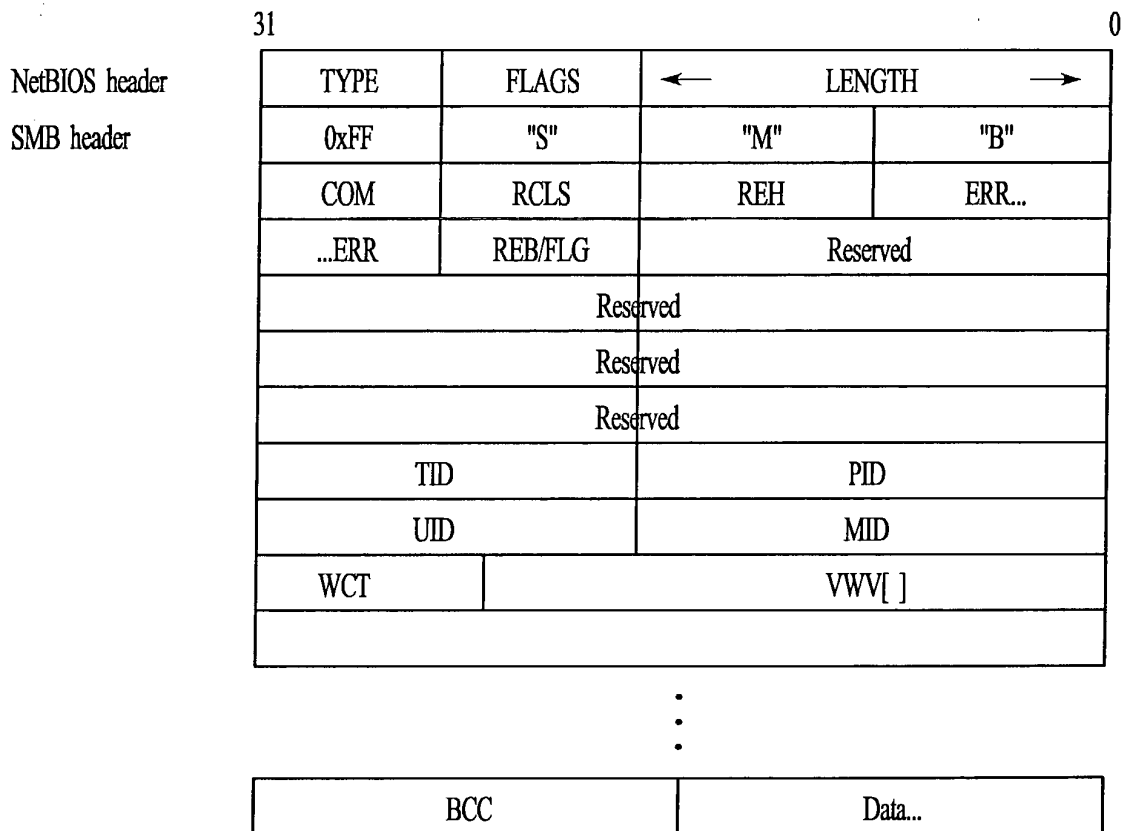 31 0
NetBIOS header TYPE FLAGS LENGTH
SMB header 0xFF "S" "M" "B"
COM RCLS REH ERR...
...ERR REB/FLG Reserved
Reserved
Reserved
Reserved
TID PID
UID MID
WCT VWV[ ]
BCC Data...